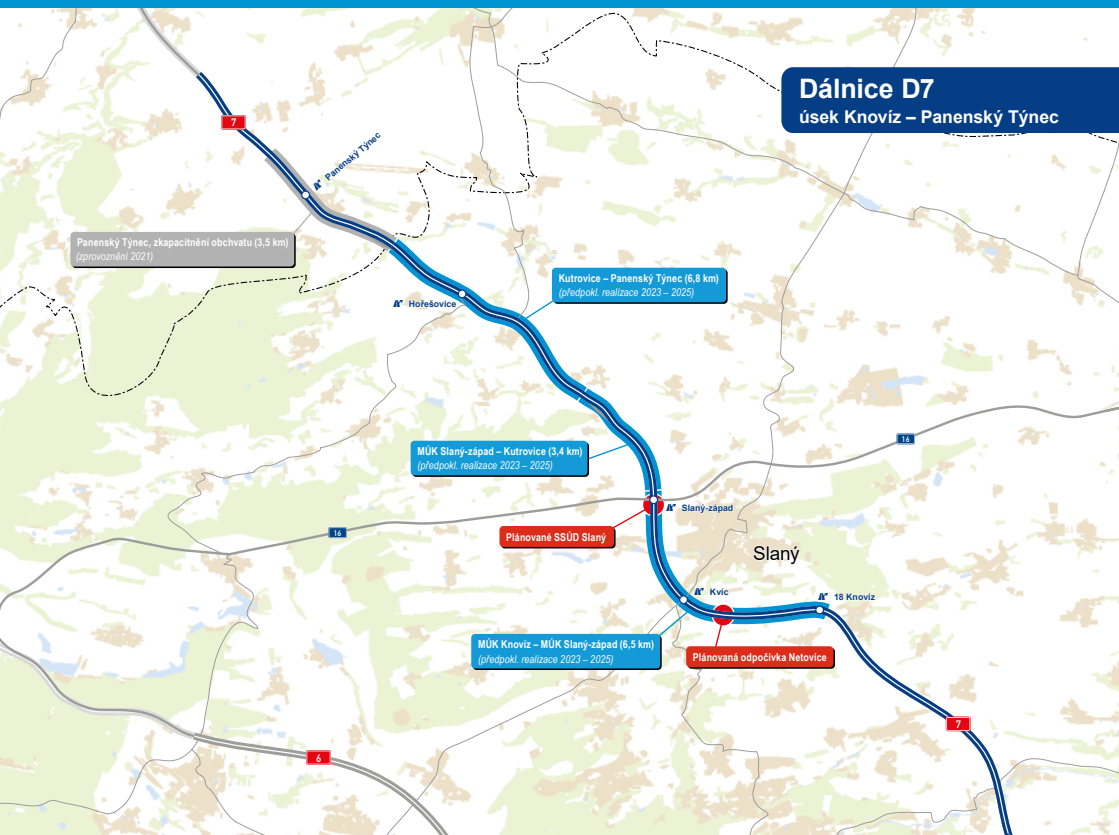 Dálnice D7
úsek Knovíz – Panenský Týnec
7
Panenský Týnec
Panenský Týnec, zkapacitnění obchvatu (3,5 km)
(zprovoznění 2021)
Kutrovice – Panenský Týnec (6,8 km)
(předpokl. realizace 2023 – 2025)
Hořešovice
MÚK Slaný-západ – Kutrovice (3,4 km)
(předpokl. realizace 2023 – 2025)
16
Slaný-západ
16
Plánované SSÚD Slaný
Slaný
Kvíc
18 Knovíz
MÚK Knovíz – MÚK Slaný-západ (6,5 km)
(předpokl. realizace 2023 – 2025)
Plánovaná odpočívka Netovice
7
6